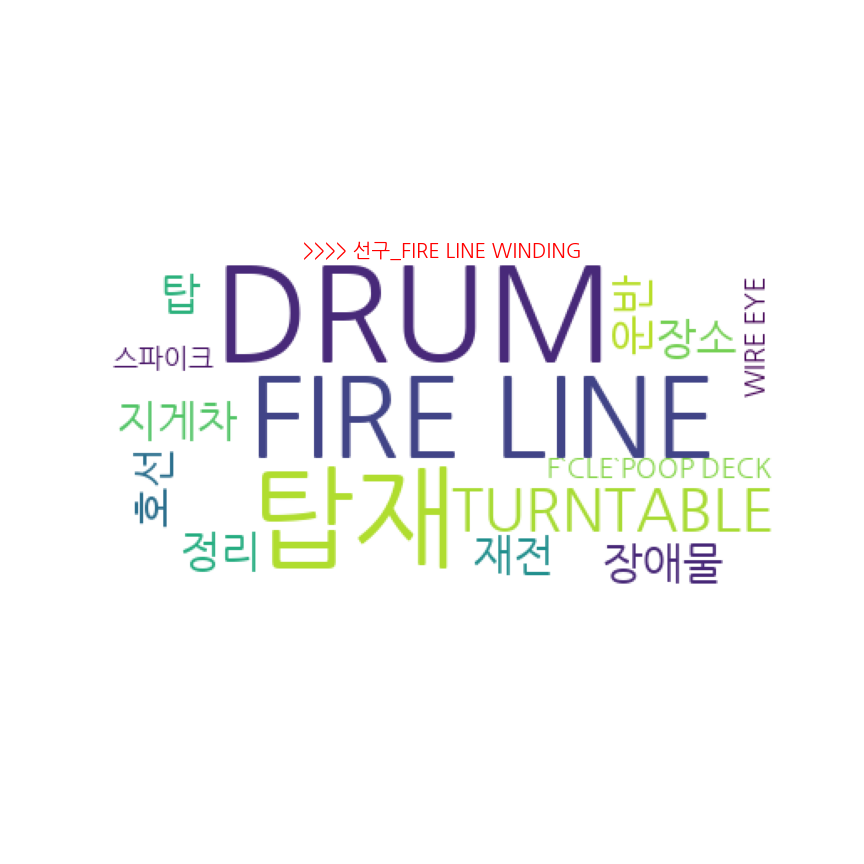 >>>> 선구_FIRE LINE WINDING
탑
DRUM
운반
장소
WIRE EYE
스파이크
FIRE LINE
지게차
호선
F`CLE`POOP DECK
탑재
TURNTABLE
정리
재전
장애물